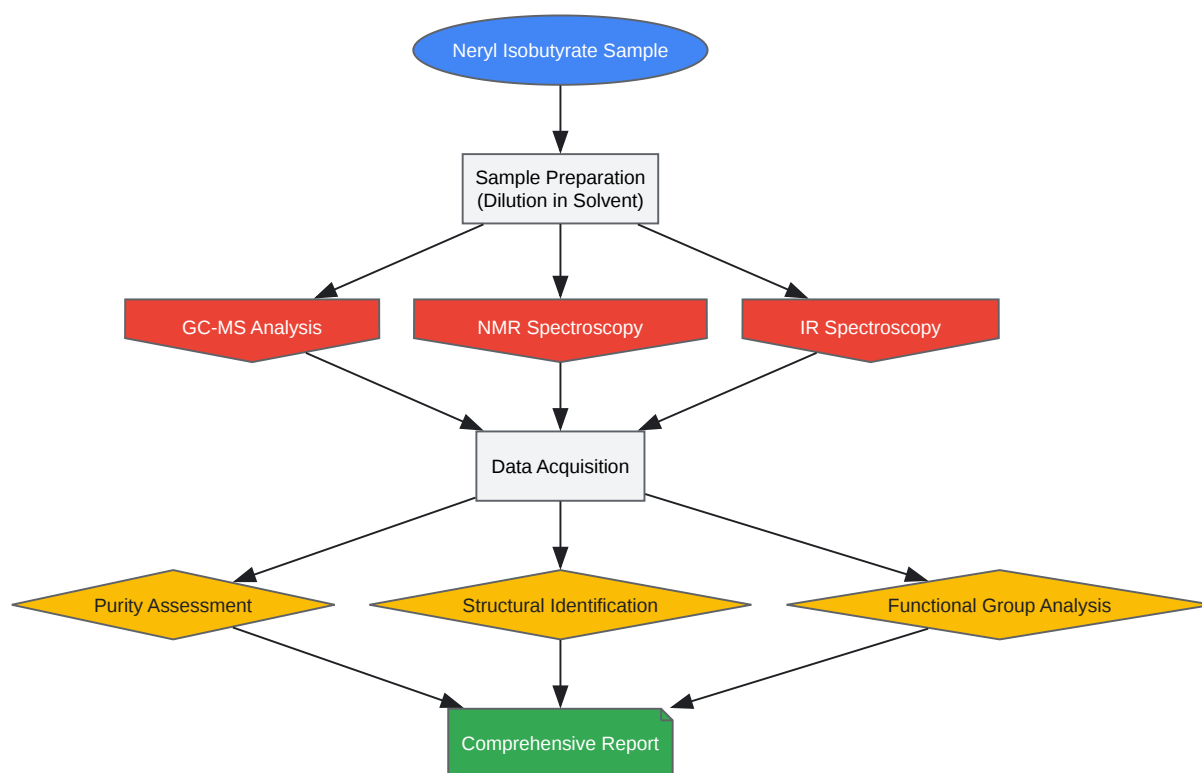 Neryl Isobutyrate Sample
Sample Preparation
(Dilution in Solvent)
GC-MS Analysis
NMR Spectroscopy
IR Spectroscopy
Data Acquisition
Purity Assessment
Structural Identification
Functional Group Analysis
Comprehensive Report